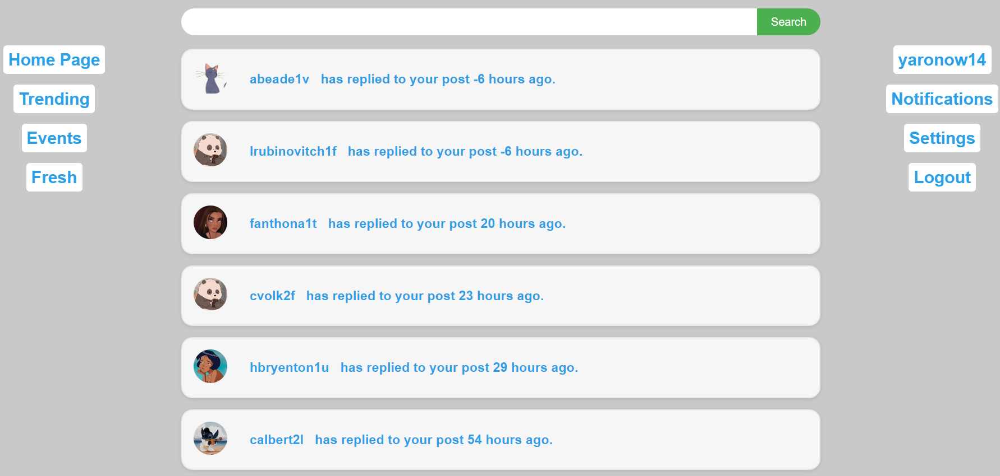 Search
Home Page
Trending
Events
Fresh
abeade1v has replied to your post -6 hours ago.
lrubinovitch1f has replied to your post -6 hours ago.
fanthona1t has replied to your post 20 hours ago.
cvolk2f has replied to your post 23 hours ago.
hbryenton1u has replied to your post 29 hours ago.
calbert2l has replied to your post 54 hours ago.
yaronow14
Notifications
Settings
Logout